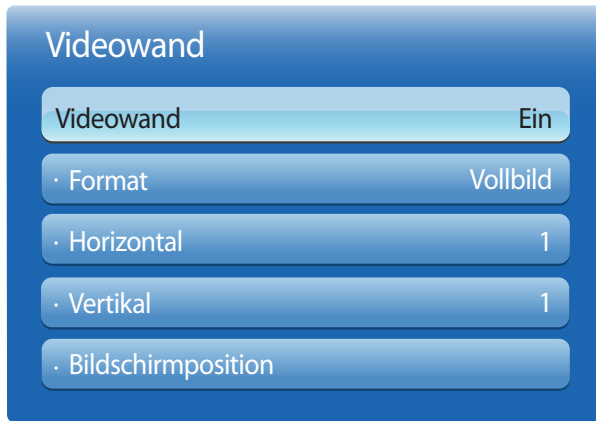 Videowand
Videowand Ein
· Format Vollbild
· Horizontal 1
· Vertikal 1
· Bildschirmposition